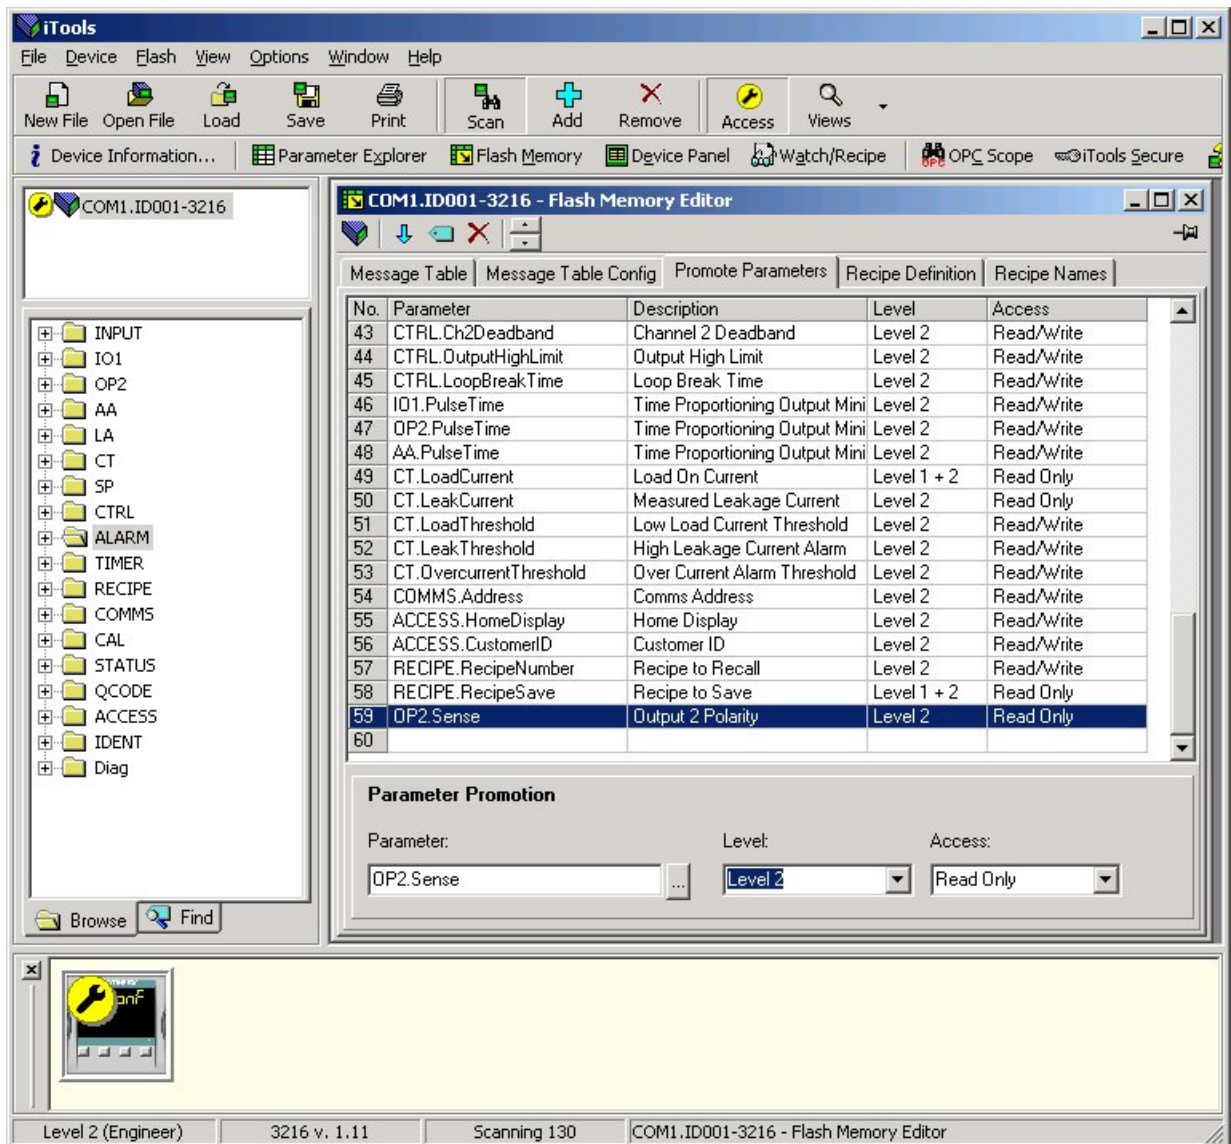 iTools
File Device Flash View Options Window Help
New File Open File Load Save Print Scan Add Remove Access Views
i Device Information... Parameter Explorer Flash Memory Device Panel Watch/Recipe OPC OPC Scope iTools Secure
COM1.ID001-3216
INPUT
IO1
OP2
AA
LA
CT
SP
CTRL
ALARM
TIMER
RECIPE
COMMS
CAL
STATUS
QCODE
ACCESS
IDENT
Diag
Browse Find
COM1.ID001-3216 - Flash Memory Editor
Message Table Message Table Config Promote Parameters Recipe Definition Recipe Names
No. Parameter Description Level Access
43 CTRL.Ch2Deadband Channel 2 Deadband Level 2 Read/Write
44 CTRL.OutputHighLimit Output High Limit Level 2 Read/Write
45 CTRL.LoopBreakTime Loop Break Time Level 2 Read/Write
46 IO1.PulseTime Time Proportioning Output Mini Level 2 Read/Write
47 OP2.PulseTime Time Proportioning Output Mini Level 2 Read/Write
48 AA.PulseTime Time Proportioning Output Mini Level 2 Read/Write
49 CT.LoadCurrent Load On Current Level 1 + 2 Read Only
50 CT.LeakCurrent Measured Leakage Current Level 2 Read Only
51 CT.LoadThreshold Low Load Current Threshold Level 2 Read/Write
52 CT.LeakThreshold High Leakage Current Alarm Level 2 Read/Write
53 CT.OvercurrentThreshold Over Current Alarm Threshold Level 2 Read/Write
54 COMMS.Address Comms Address Level 2 Read/Write
55 ACCESS.HomeDisplay Home Display Level 2 Read/Write
56 ACCESS.CustomerID Customer ID Level 2 Read/Write
57 RECIPE.RecipeNumber Recipe to Recall Level 2 Read/Write
58 RECIPE.RecipeSave Recipe to Save Level 1 + 2 Read Only
59 OP2.Sense Output 2 Polarity Level 2 Read Only
60
Parameter Promotion
Parameter: Level: Access:
OP2.Sense ... Level 2 Read Only
Level 2 (Engineer) 3216 v. 1.11 Scanning 130 COM1.ID001-3216 - Flash Memory Editor